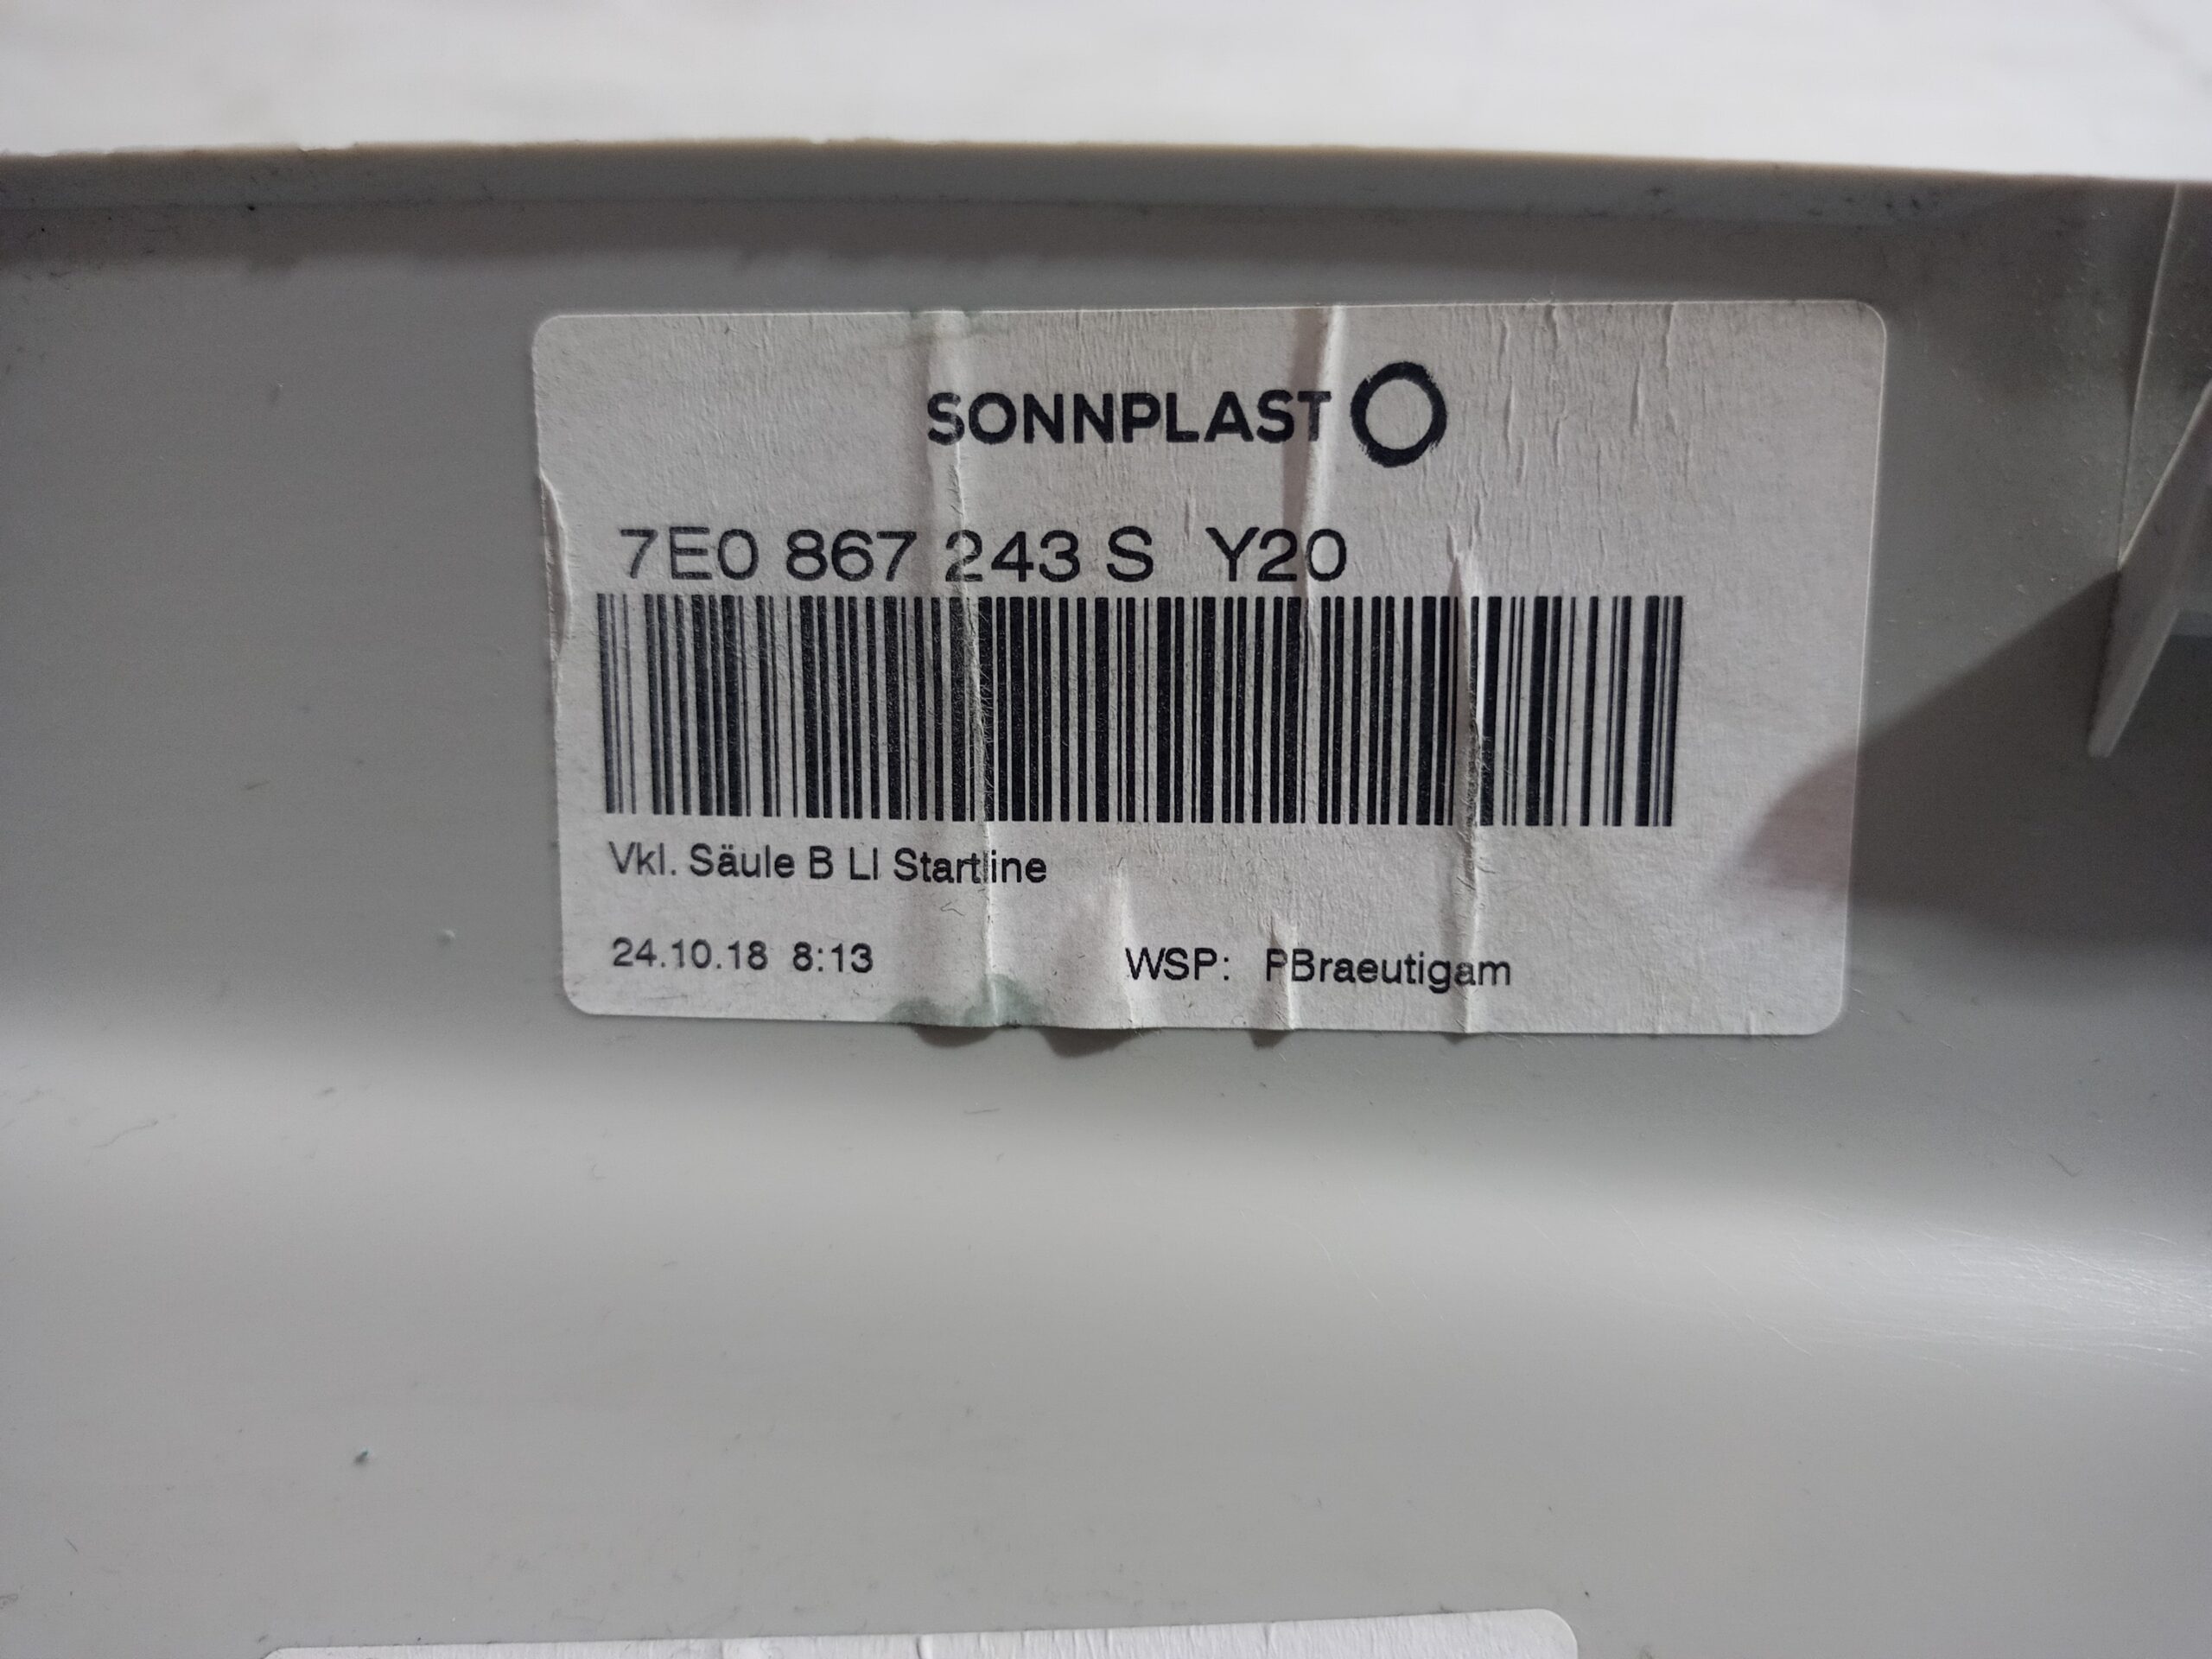 SONNPLAST
7E0 867 243 S Y20
Vkl. Säule B LI Startline
24.10.18 8:13 WSP: PBraeutigam